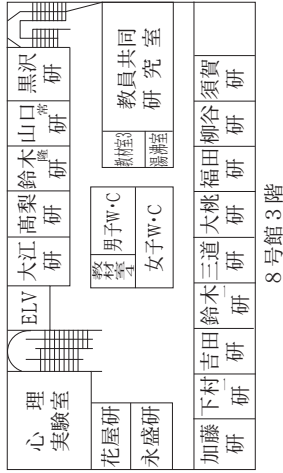 黒沢
研
山口常
研
鈴木隆
研
髙梨
研
大江
研
ELV
心理
実験室
教員共同
研究室
教材室3
湯沸室
男子W・C
教材
室4
女子W・C
花屋研
永盛研
須賀
研
柳谷
研
福田
研
大桃
研
三道
研
鈴木
研
吉田
研
下村
研
加藤
研
8号館3階